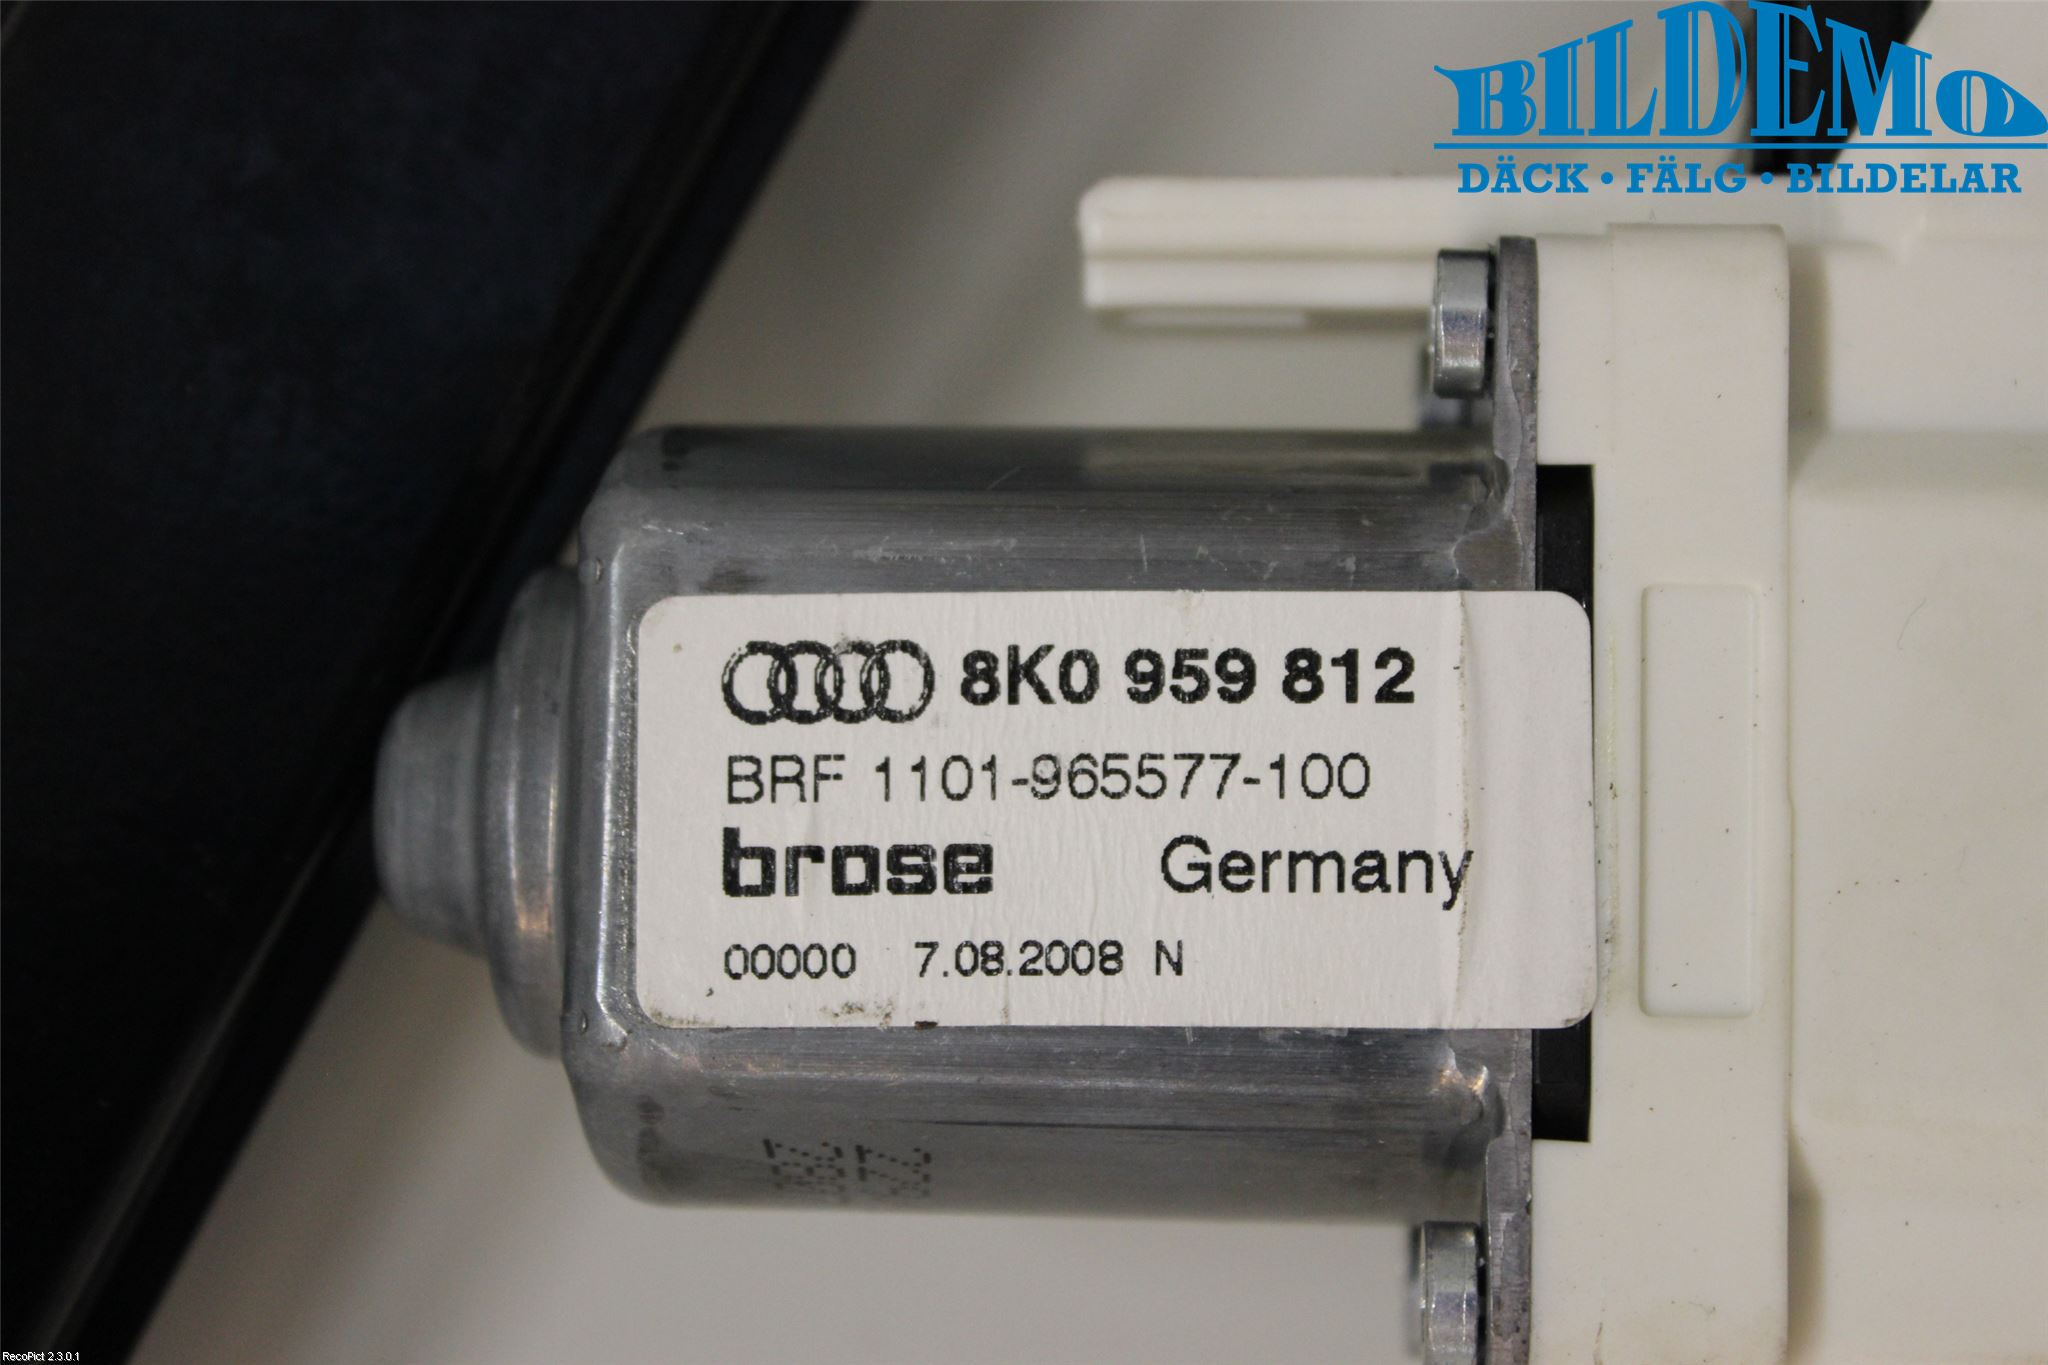 BILDEMO
DÄCK • FÄLG • BILDELAR
8K0 959 812
BRF 1101-965577-100
brose Germany
00000 7.08.2008 N
RecoPict 2.3.0.1